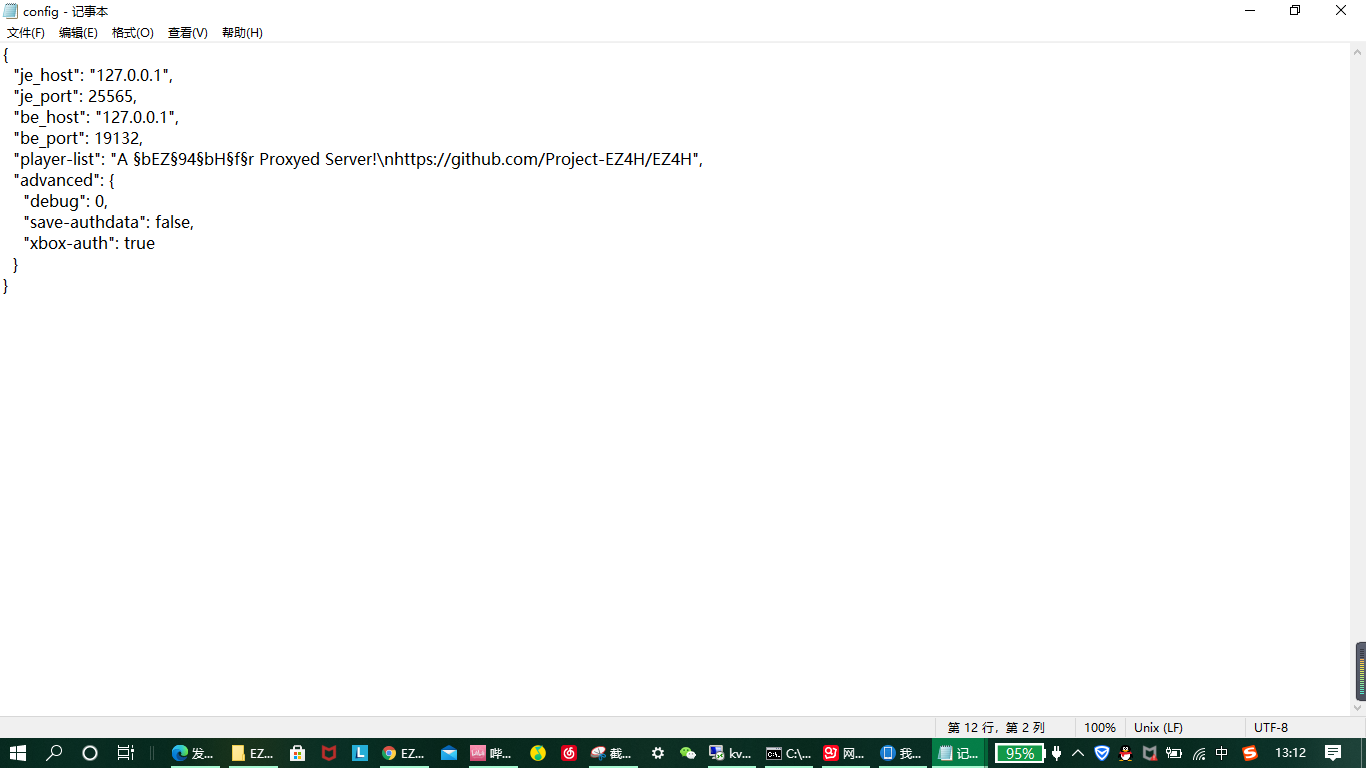 config - 记事本
文件(F) 编辑(E) 格式(O) 查看(V) 帮助(H)
{
"je_host": "127.0.0.1",
"je_port": 25565,
"be_host": "127.0.0.1",
"be_port": 19132,
"player-list": "A §bEZ§94§bH§f§r Proxyed Server!\nhttps://github.com/Project-EZ4H/EZ4H",
"advanced": {
"debug": 0,
"save-authdata": false,
"xbox-auth": true
}
}
第 12 行，第 2 列 100% Unix (LF) UTF-8
发... EZ... L EZ... 哔... 截... kv... C:\... 网... 我... 记... 95% 中 13:12